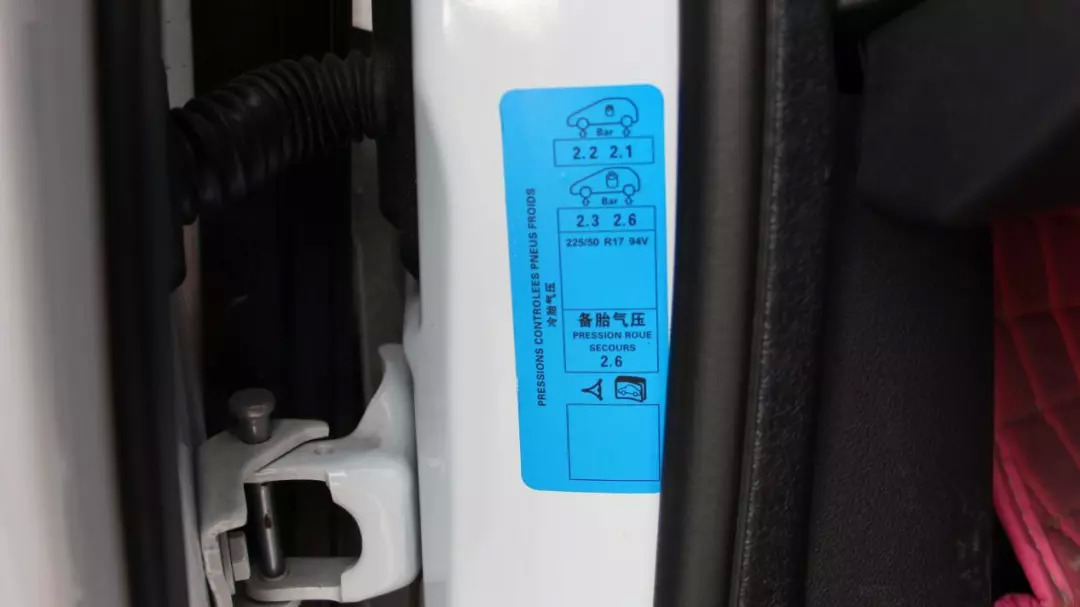 Bar
2.2 2.1
Bar
2.3 2.6
225/50 R17 94V
备胎气压
PRESSION ROUE
SECOURS
2.6
PRESSIONS CONTROLEES PNEUS FROIDS
冷胎气压